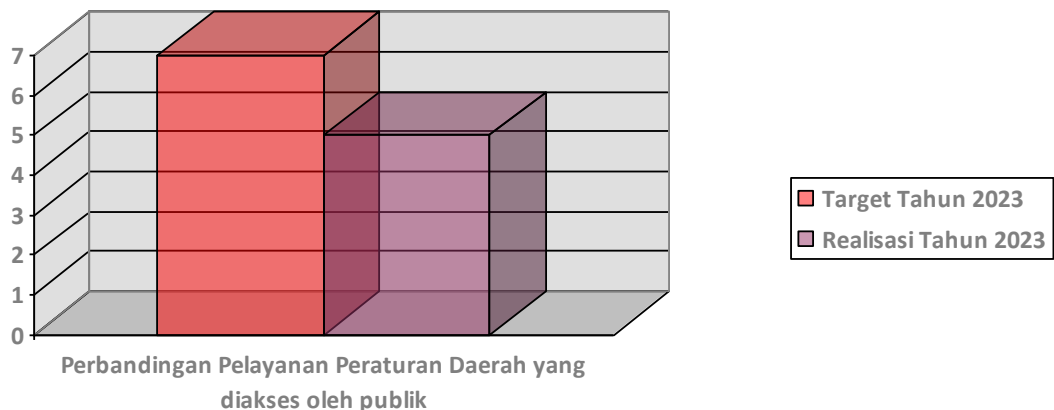 7
6
5
4
3
2
1
0
Target Tahun 2023
Realisasi Tahun 2023
Perbandingan Pelayanan Peraturan Daerah yang
diakses oleh publik